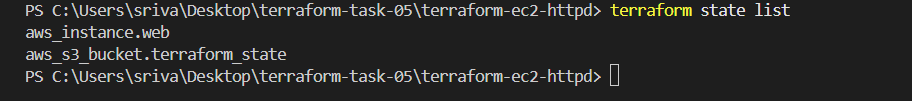 PS C:\Users\sriva\Desktop\terraform-task-05\terraform-ec2-httpd> terraform state list
aws_instance.web
aws_s3_bucket.terraform_state
PS C:\Users\sriva\Desktop\terraform-task-05\terraform-ec2-httpd>